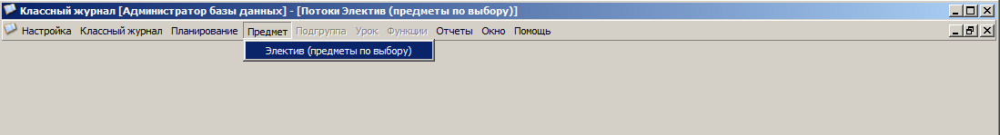 Классный журнал [Администратор базы данных] - [Потоки Электив (предметы по выбору)]
Настройка Классный журнал Планирование Предмет Подгруппа Урок Функции Отчеты Окно Помощь
Электив (предметы по выбору)